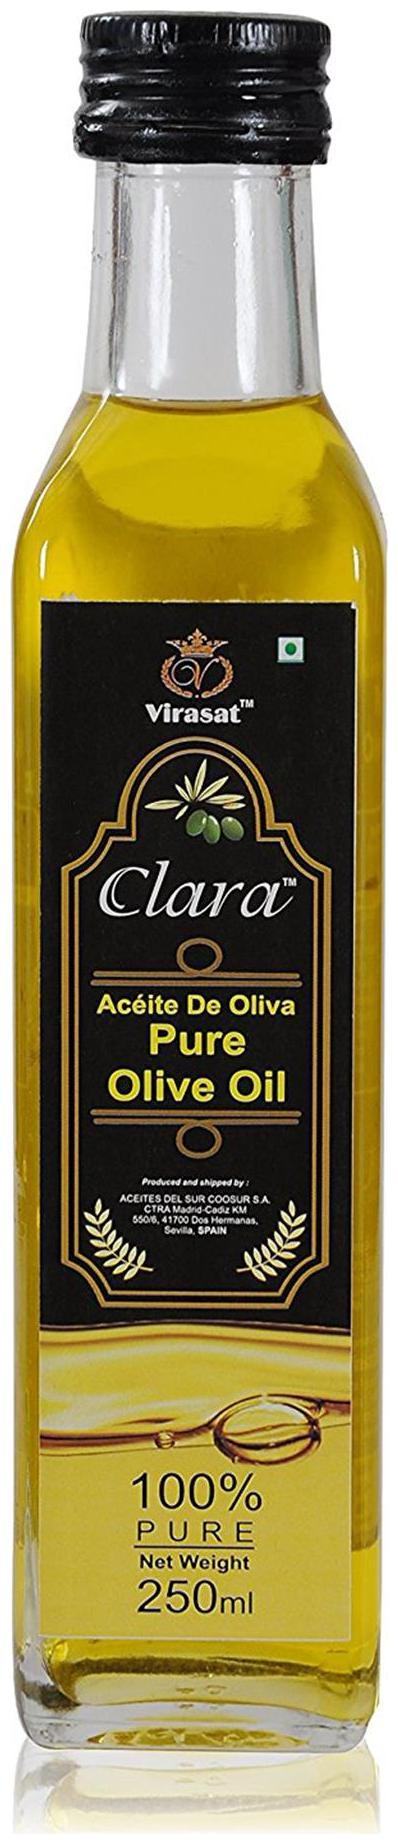 Virasat™
Clara™
Acéite De Oliva
Pure
Olive Oil
Produced and shipped by :
ACEITES DEL SUR COOSUR S.A.
CTRA Madrid-Cadiz KM
550/6, 41700 Dos Hermanas,
Sevilla, SPAIN
100%
PURE
Net Weight
250ml